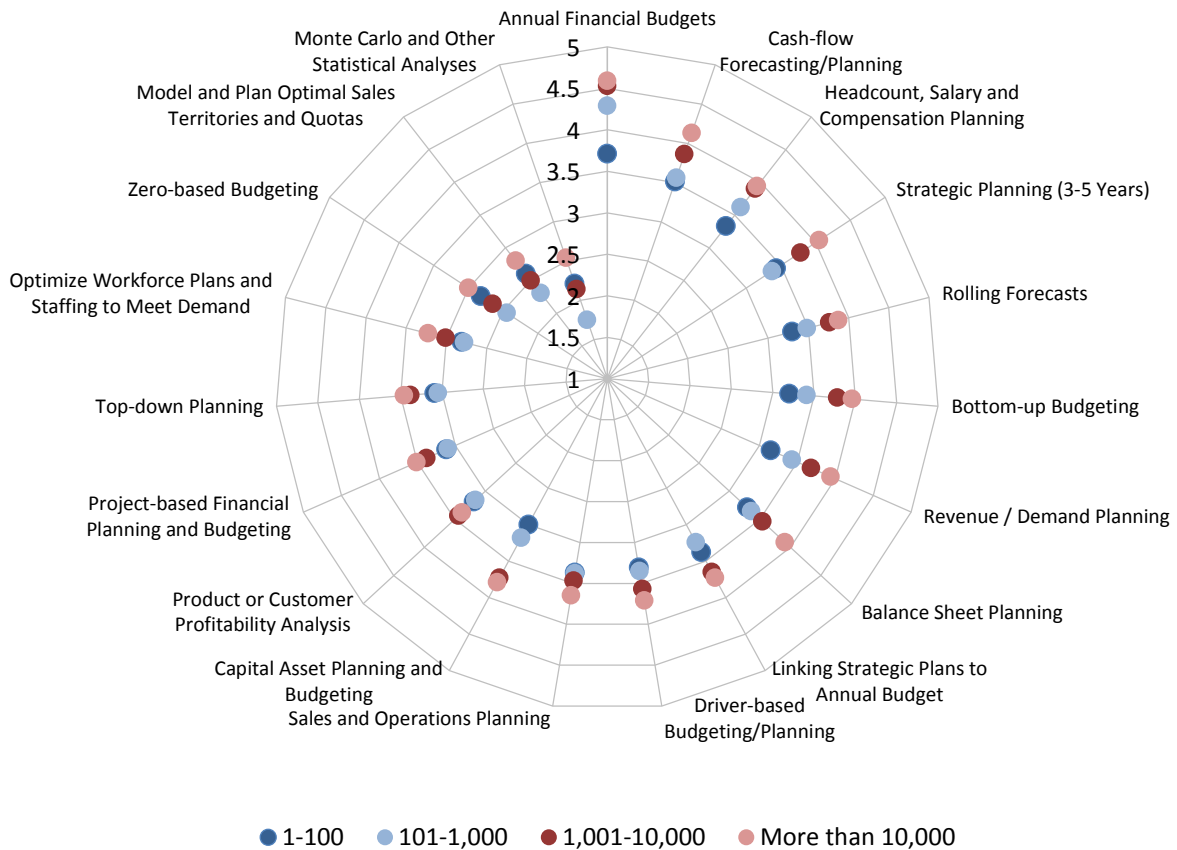 Annual Financial Budgets
Monte Carlo and Other
Statistical Analyses
Cash-flow
Forecasting/Planning
Model and Plan Optimal Sales
Territories and Quotas
Headcount, Salary and
Compensation Planning
Zero-based Budgeting
Strategic Planning (3-5 Years)
Optimize Workforce Plans and
Staffing to Meet Demand
Rolling Forecasts
Top-down Planning
Bottom-up Budgeting
Project-based Financial
Planning and Budgeting
Revenue / Demand Planning
Product or Customer
Profitability Analysis
Balance Sheet Planning
Capital Asset Planning and
Budgeting
Linking Strategic Plans to
Annual Budget
Sales and Operations Planning
Driver-based
Budgeting/Planning
5
4.5
4
3.5
3
2.5
2
1.5
1
1-100
101-1,000
1,001-10,000
More than 10,000